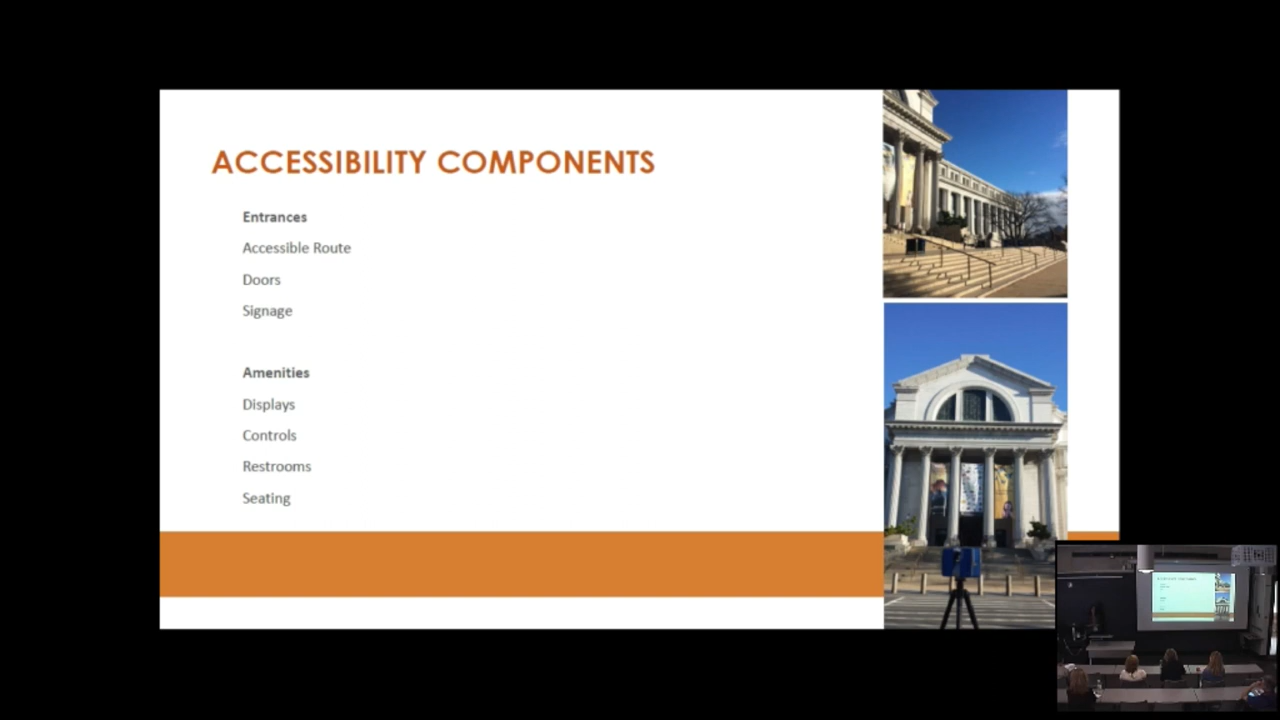 ACCESSIBILITY COMPONENTS
Entrances
Accessible Route
Doors
Signage
Amenities
Displays
Controls
Restrooms
Seating